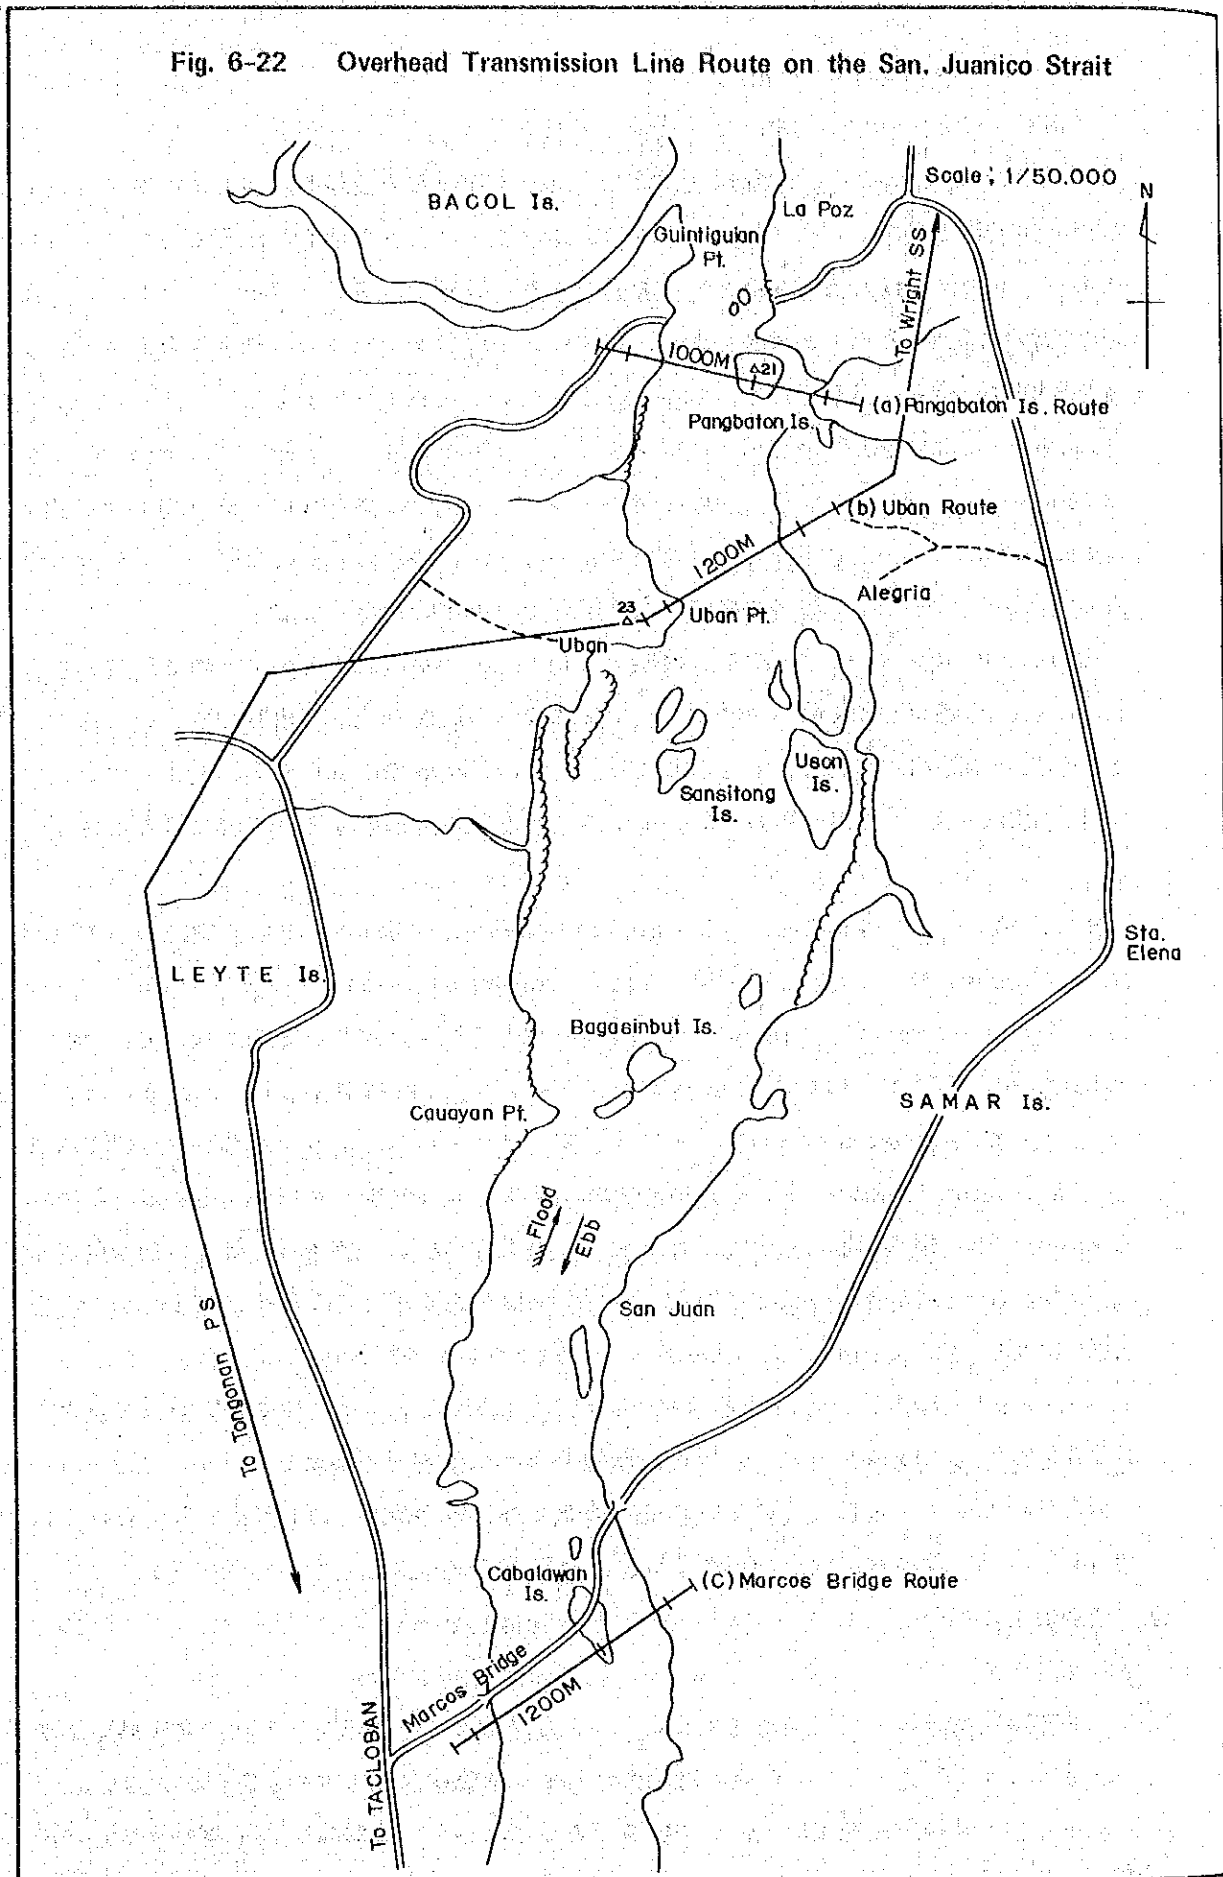 Fig. 6-22 Overhead Transmission Line Route on the San. Juanico Strait
Scale ; 1/50.000
N
BACOL Is.
La Poz
Guintiguian
Pt.
To Wright SS
1000M
21
(a) Pangabaton Is. Route
Pangbaton Is.
(b) Uban Route
1200M
Alegria
23
Uban Pt.
Uban
Uson
Is.
Sansitong
Is.
Sta.
Elena
LEYTE Is.
Bagasinbut Is.
SAMAR Is.
Cauayan Pt.
Flood
Ebb
San Juan
To Tongonan PS
Cabalawan
Is.
(C) Marcos Bridge Route
Marcos Bridge
1200M
To TACLOBAN